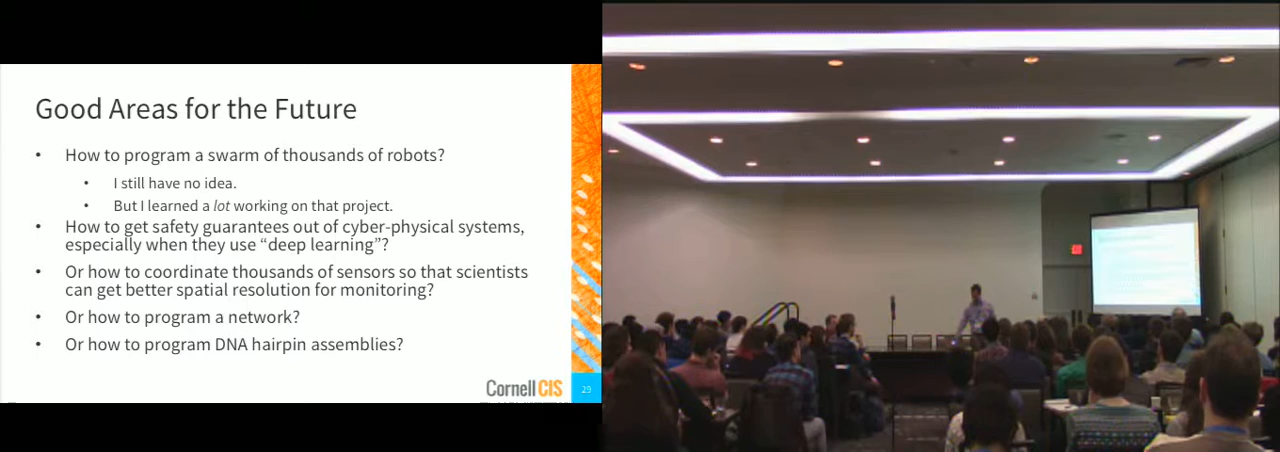 Good Areas for the Future
• How to program a swarm of thousands of robots?
• I still have no idea.
• But I learned a lot working on that project.
• How to get safety guarantees out of cyber-physical systems,
especially when they use “deep learning”?
• Or how to coordinate thousands of sensors so that scientists
can get better spatial resolution for monitoring?
• Or how to program a network?
• Or how to program DNA hairpin assemblies?
Cornell CIS
29